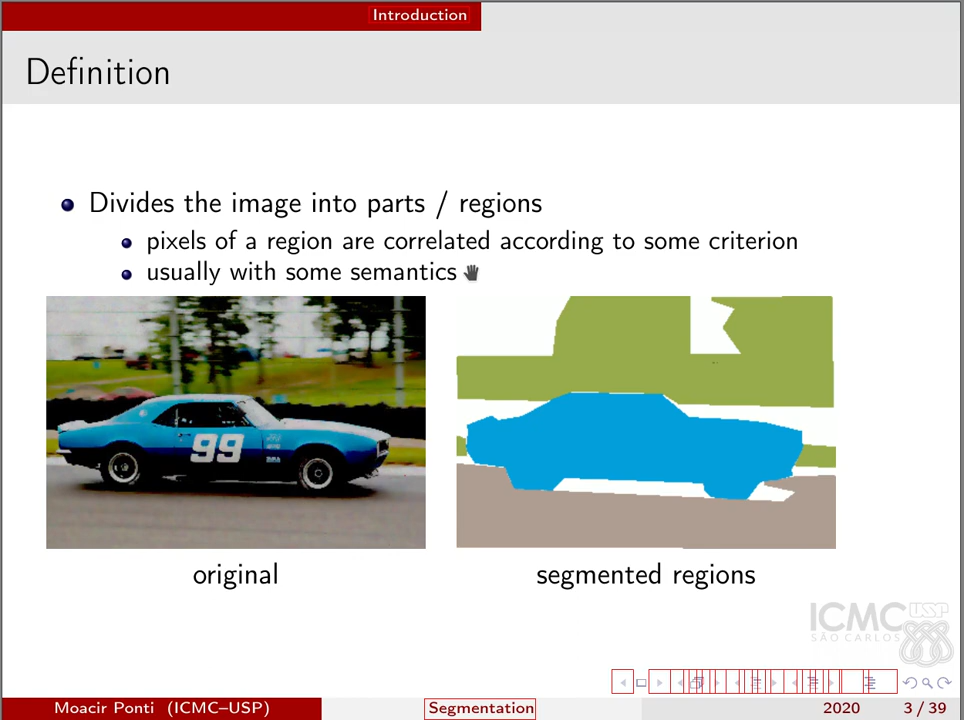 Introduction
Definition
Divides the image into parts / regions
pixels of a region are correlated according to some criterion
usually with some semantics
99
original
segmented regions
ICMC USP
SÃO CARLOS
Moacir Ponti (ICMC–USP)
Segmentation
2020
3 / 39